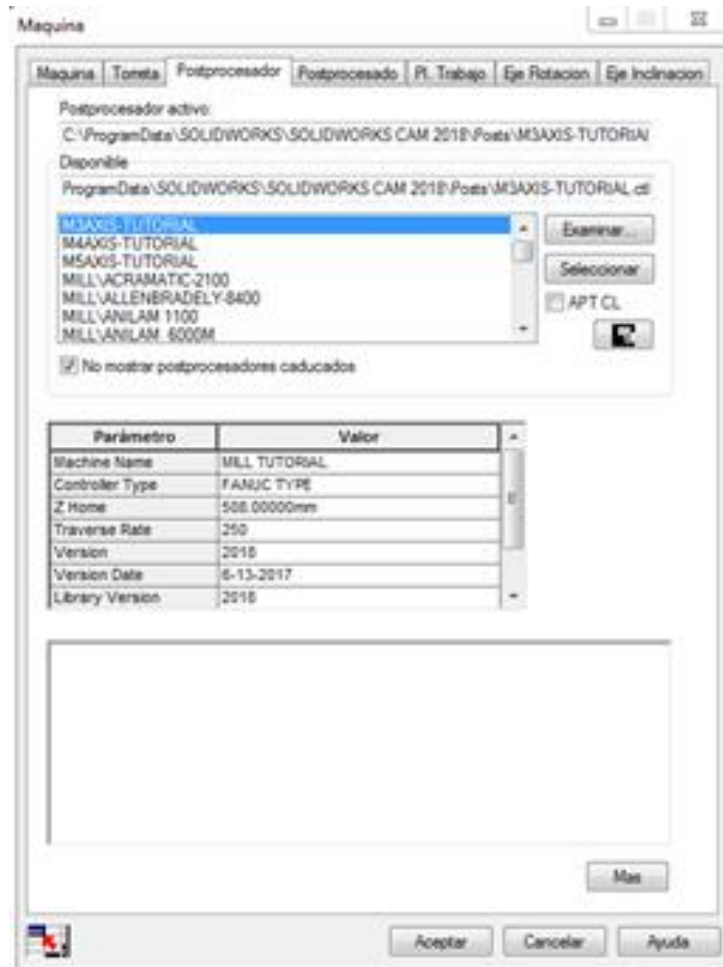 Maquina
Maquina Torreta Postprocesador Postprocesado Pl. Trabajo Eje Rotacion Eje Inclinacion
Postprocesador activo:
C:\ProgramData\SOLIDWORKS\SOLIDWORKS CAM 2018\Posts\M3AXIS-TUTORIAL
Disponible
ProgramData\SOLIDWORKS\SOLIDWORKS CAM 2018\Posts\M3AXIS-TUTORIAL.ctl
M3AXIS-TUTORIAL
M4AXIS-TUTORIAL
M5AXIS-TUTORIAL
MILL\ACRAMATIC-2100
MILL\ALLENBRADELY-8400
MILL\ANILAM 1100
MILL\ANILAM 6000M
Examinar...
Seleccionar
APT CL
No mostrar postprocesadores caducados
Parámetro Valor
Machine Name MILL TUTORIAL
Controller Type FANUC TYPE
Z Home 508.00000mm
Traverse Rate 250
Version 2018
Version Date 6-13-2017
Library Version 2018
Mas
Aceptar Cancelar Ayuda